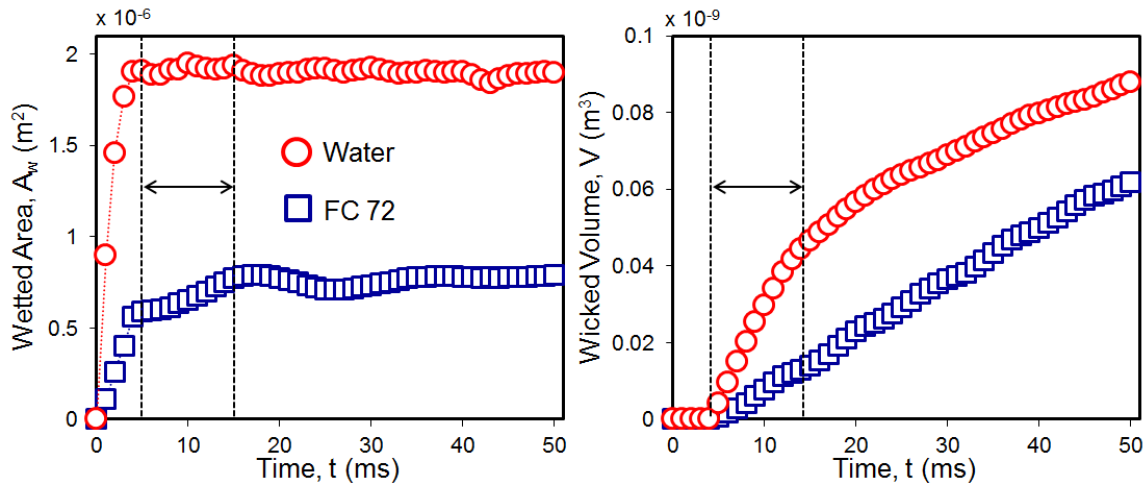 x 10⁻⁶
2
1.5
1
0.5
0
0 10 20 30 40 50
Wetted Area, A_w (m²)
Time, t (ms)
Water
FC 72
x 10⁻⁹
0.1
0.08
0.06
0.04
0.02
0
0 10 20 30 40 50
Wicked Volume, V (m³)
Time, t (ms)